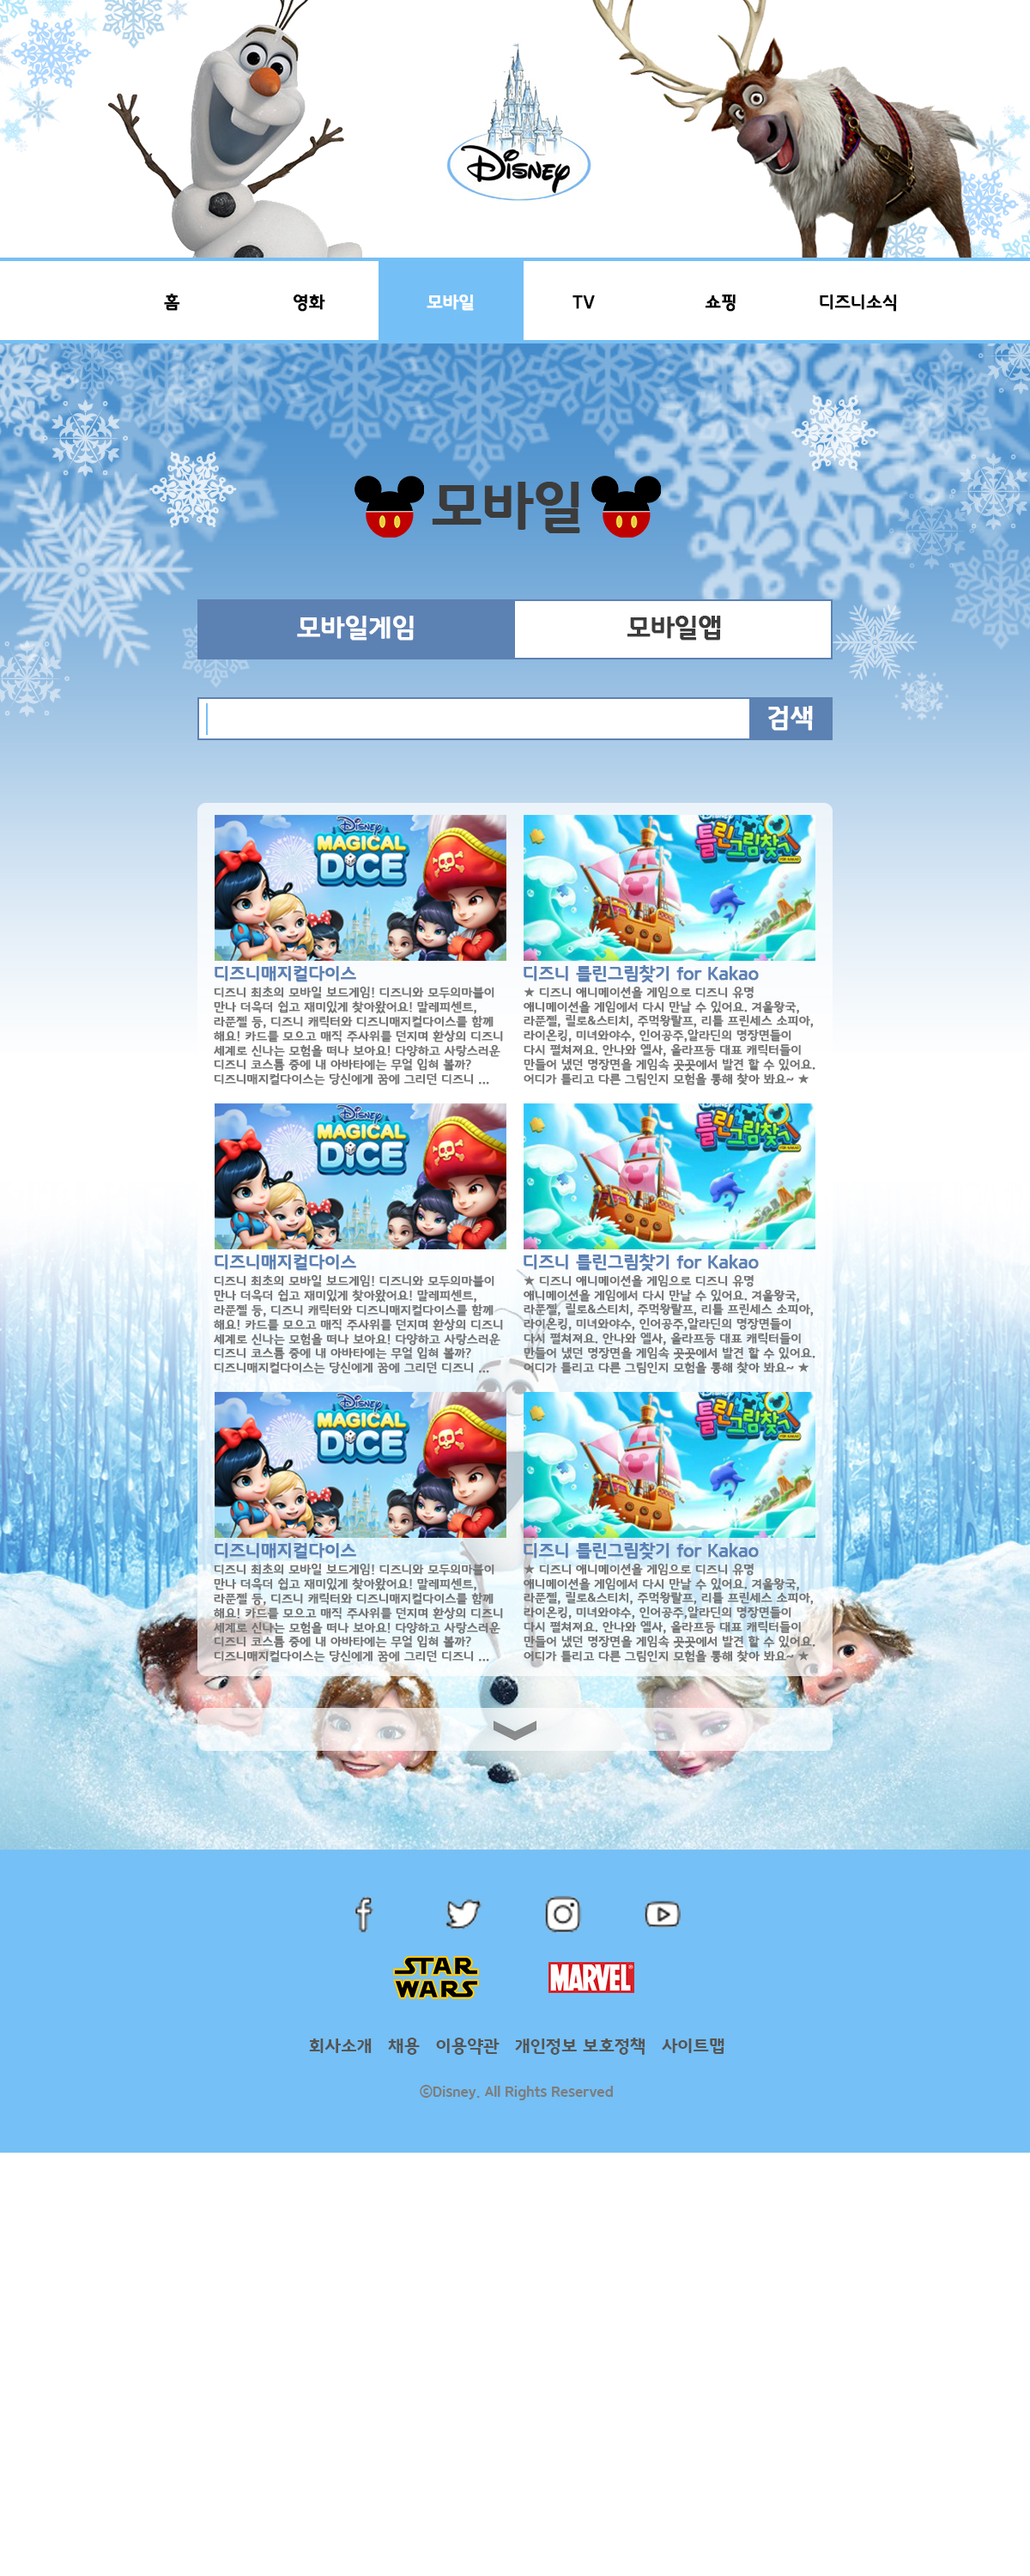 Disney
홈 영화 모바일 TV 쇼핑 디즈니소식
모바일
모바일게임 모바일앱
검색
DISNEY
MAGICAL
DICE
디즈니매지컬다이스
디즈니 최초의 모바일 보드게임! 디즈니와 모두의마블이
만나 더욱더 쉽고 재미있게 찾아왔어요! 말레피센트,
라푼젤 등, 디즈니 캐릭터와 디즈니매지컬다이스를 함께
해요! 카드를 모으고 매직 주사위를 던지며 환상의 디즈니
세계로 신나는 모험을 떠나 보아요! 다양하고 사랑스러운
디즈니 코스튬 중에 내 아바타에는 무얼 입혀 볼까?
디즈니매지컬다이스는 당신에게 꿈에 그리던 디즈니 ...
틀린그림찾기
FOR KAKAO
디즈니 틀린그림찾기 for Kakao
★ 디즈니 애니메이션을 게임으로 디즈니 유명
애니메이션을 게임에서 다시 만날 수 있어요. 겨울왕국,
라푼젤, 릴로&스티치, 주먹왕랄프, 리틀 프린세스 소피아,
라이온킹, 미녀와야수, 인어공주,알라딘의 명장면들이
다시 펼쳐져요. 안나와 엘사, 올라프등 대표 캐릭터들이
만들어 냈던 명장면을 게임속 곳곳에서 발견 할 수 있어요.
어디가 틀리고 다른 그림인지 모험을 통해 찾아 봐요~ ★
DISNEY
MAGICAL
DICE
디즈니매지컬다이스
디즈니 최초의 모바일 보드게임! 디즈니와 모두의마블이
만나 더욱더 쉽고 재미있게 찾아왔어요! 말레피센트,
라푼젤 등, 디즈니 캐릭터와 디즈니매지컬다이스를 함께
해요! 카드를 모으고 매직 주사위를 던지며 환상의 디즈니
세계로 신나는 모험을 떠나 보아요! 다양하고 사랑스러운
디즈니 코스튬 중에 내 아바타에는 무얼 입혀 볼까?
디즈니매지컬다이스는 당신에게 꿈에 그리던 디즈니 ...
틀린그림찾기
FOR KAKAO
디즈니 틀린그림찾기 for Kakao
★ 디즈니 애니메이션을 게임으로 디즈니 유명
애니메이션을 게임에서 다시 만날 수 있어요. 겨울왕국,
라푼젤, 릴로&스티치, 주먹왕랄프, 리틀 프린세스 소피아,
라이온킹, 미녀와야수, 인어공주,알라딘의 명장면들이
다시 펼쳐져요. 안나와 엘사, 올라프등 대표 캐릭터들이
만들어 냈던 명장면을 게임속 곳곳에서 발견 할 수 있어요.
어디가 틀리고 다른 그림인지 모험을 통해 찾아 봐요~ ★
DISNEY
MAGICAL
DICE
디즈니매지컬다이스
디즈니 최초의 모바일 보드게임! 디즈니와 모두의마블이
만나 더욱더 쉽고 재미있게 찾아왔어요! 말레피센트,
라푼젤 등, 디즈니 캐릭터와 디즈니매지컬다이스를 함께
해요! 카드를 모으고 매직 주사위를 던지며 환상의 디즈니
세계로 신나는 모험을 떠나 보아요! 다양하고 사랑스러운
디즈니 코스튬 중에 내 아바타에는 무얼 입혀 볼까?
디즈니매지컬다이스는 당신에게 꿈에 그리던 디즈니 ...
틀린그림찾기
FOR KAKAO
디즈니 틀린그림찾기 for Kakao
★ 디즈니 애니메이션을 게임으로 디즈니 유명
애니메이션을 게임에서 다시 만날 수 있어요. 겨울왕국,
라푼젤, 릴로&스티치, 주먹왕랄프, 리틀 프린세스 소피아,
라이온킹, 미녀와야수, 인어공주,알라딘의 명장면들이
다시 펼쳐져요. 안나와 엘사, 올라프등 대표 캐릭터들이
만들어 냈던 명장면을 게임속 곳곳에서 발견 할 수 있어요.
어디가 틀리고 다른 그림인지 모험을 통해 찾아 봐요~ ★
STAR
WARS
MARVEL
회사소개 채용 이용약관 개인정보 보호정책 사이트맵
©Disney. All Rights Reserved